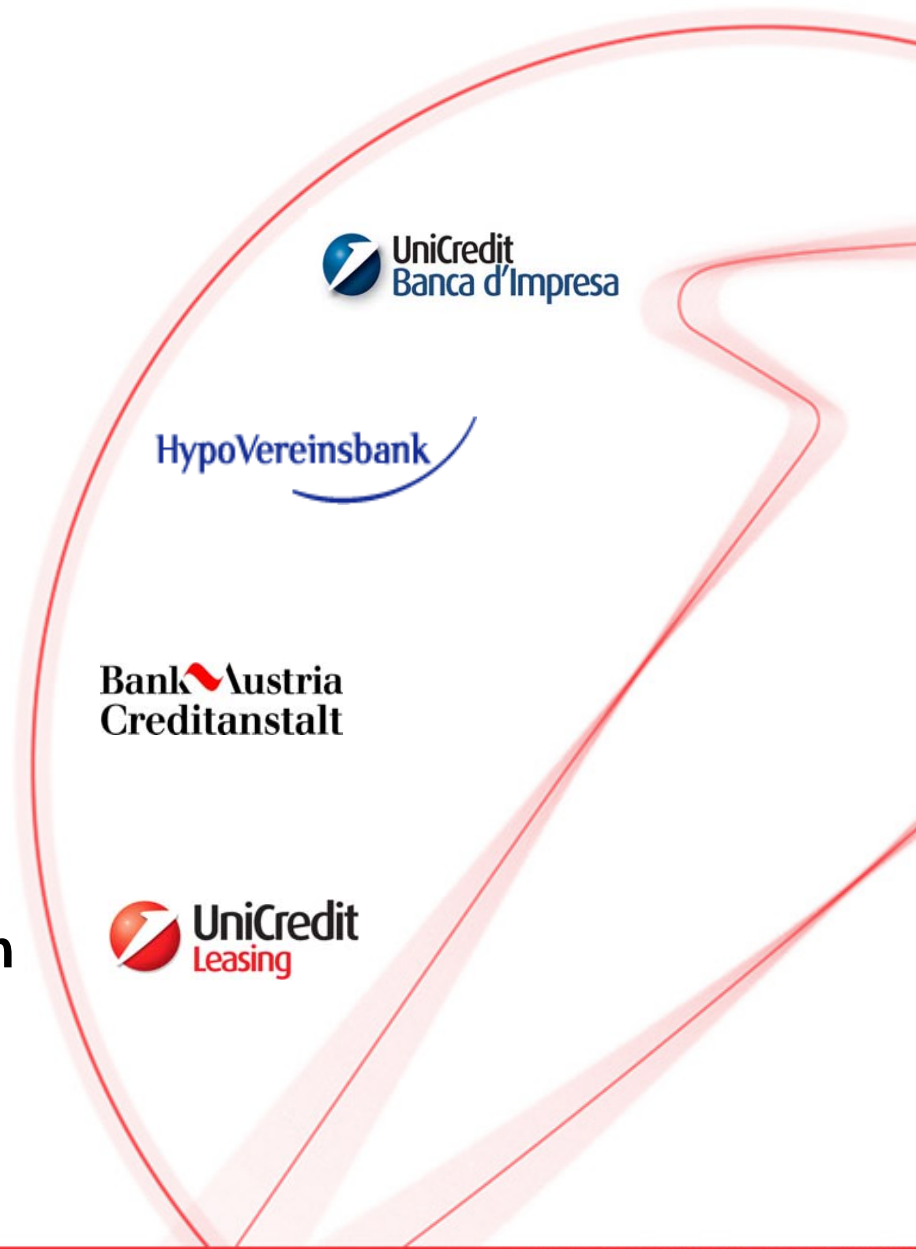 UniCredit
Banca d'Impresa
HypoVereinsbank
Bank Austria
Creditanstalt
UniCredit
Leasing